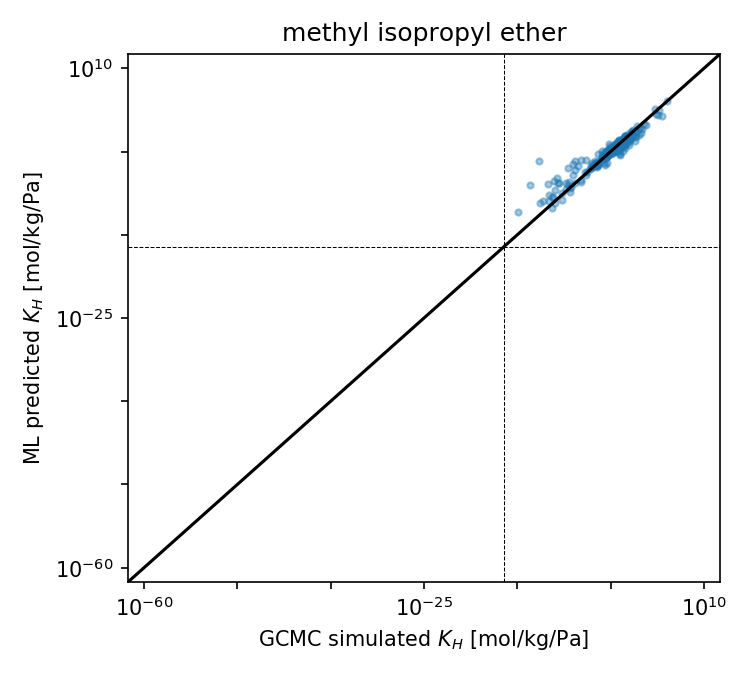 methyl isopropyl ether
10^10
10^-25
10^-60
ML predicted K_H [mol/kg/Pa]
10^-60 10^-25 10^10
GCMC simulated K_H [mol/kg/Pa]